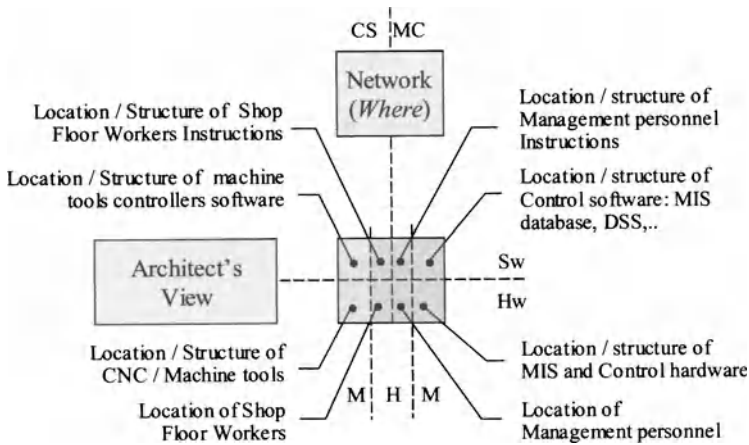 CS MC
Network
(Where)
Location / Structure of Shop
Floor Workers Instructions
Location / structure of
Management personnel
Instructions
Location / Structure of machine
tools controllers software
Location / structure of
Control software: MIS
database, DSS,..
Architect's
View
Sw
Hw
Location / Structure of
CNC / Machine tools
Location / structure of
MIS and Control hardware
M H M
Location of Shop
Floor Workers
Location of
Management personnel